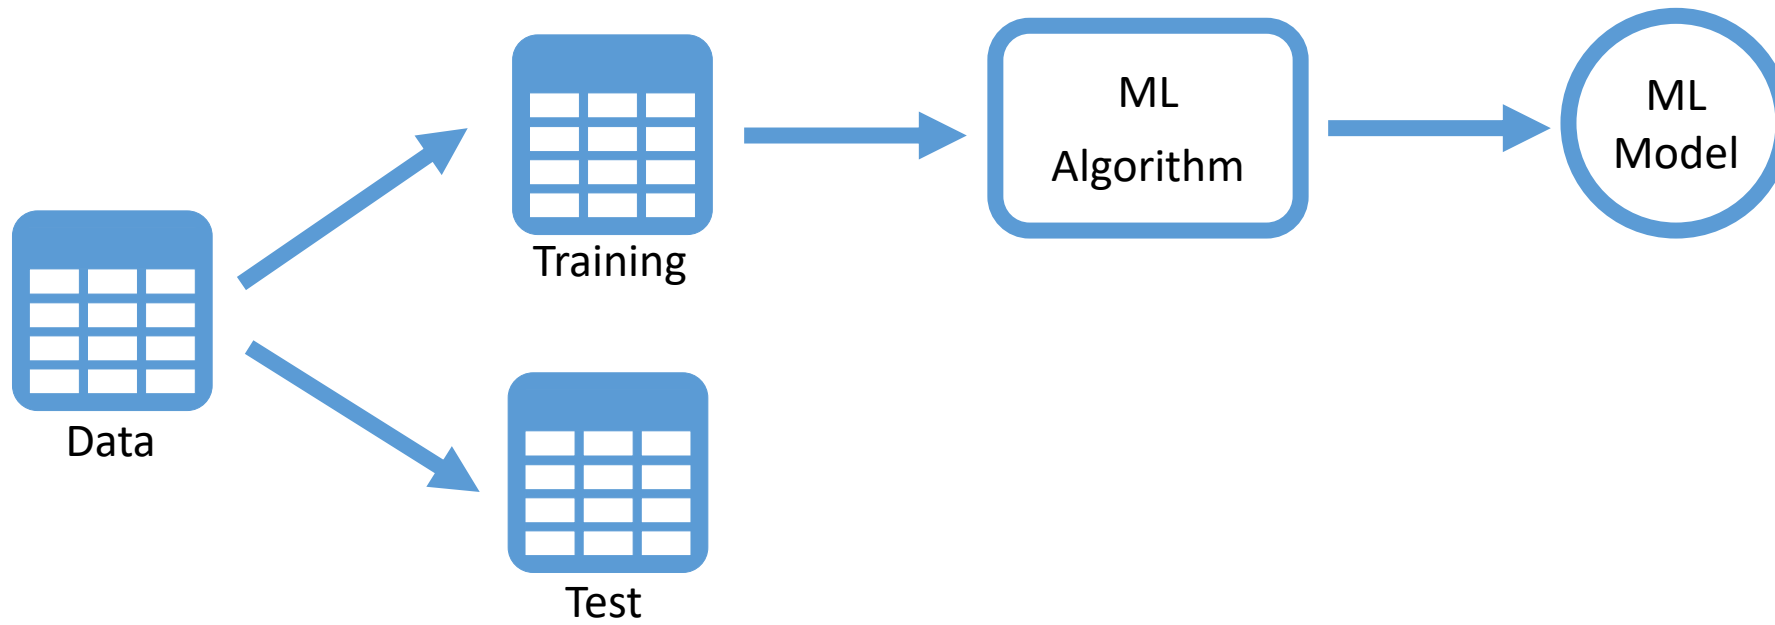 Data
Training
Test
ML
Algorithm
ML
Model